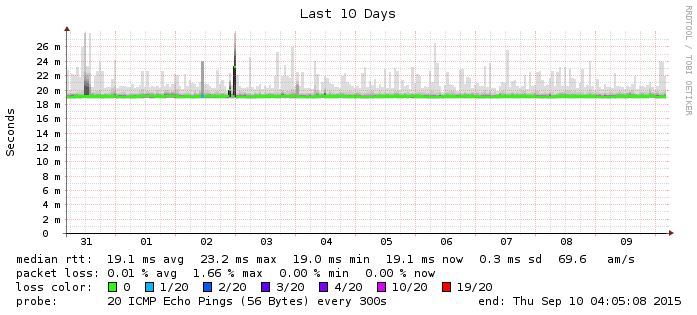 Last 10 Days
RRDTOOL / TOBI OETIKER
Seconds
26 m
24 m
22 m
20 m
18 m
16 m
14 m
12 m
10 m
8 m
6 m
4 m
2 m
0
31 01 02 03 04 05 06 07 08 09
median rtt: 19.1 ms avg 23.2 ms max 19.0 ms min 19.1 ms now 0.3 ms sd 69.6 am/s
packet loss: 0.01 % avg 1.66 % max 0.00 % min 0.00 % now
loss color: 0 1/20 2/20 3/20 4/20 10/20 19/20
probe: 20 ICMP Echo Pings (56 Bytes) every 300s end: Thu Sep 10 04:05:08 2015